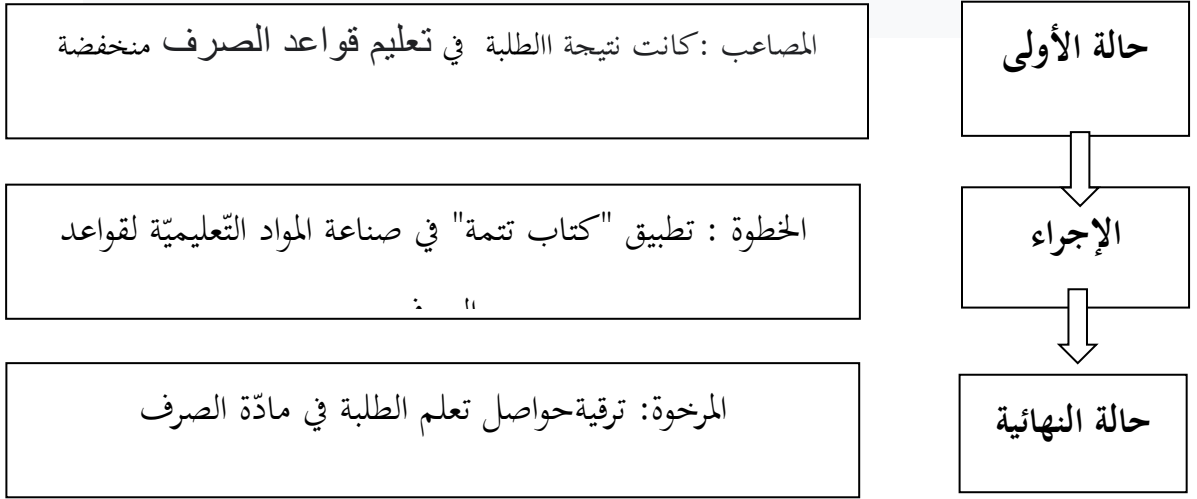 حالة الأولى
المصاعب :كانت نتيجة االطلبة في تعليم قواعد الصرف منخفضة
الإجراء
الخطوة : تطبيق "كتاب تتمة" في صناعة المواد التّعليميّة لقواعد
حالة النهائية
المرخوة: ترقيةحواصل تعلم الطلبة في مادّة الصرف